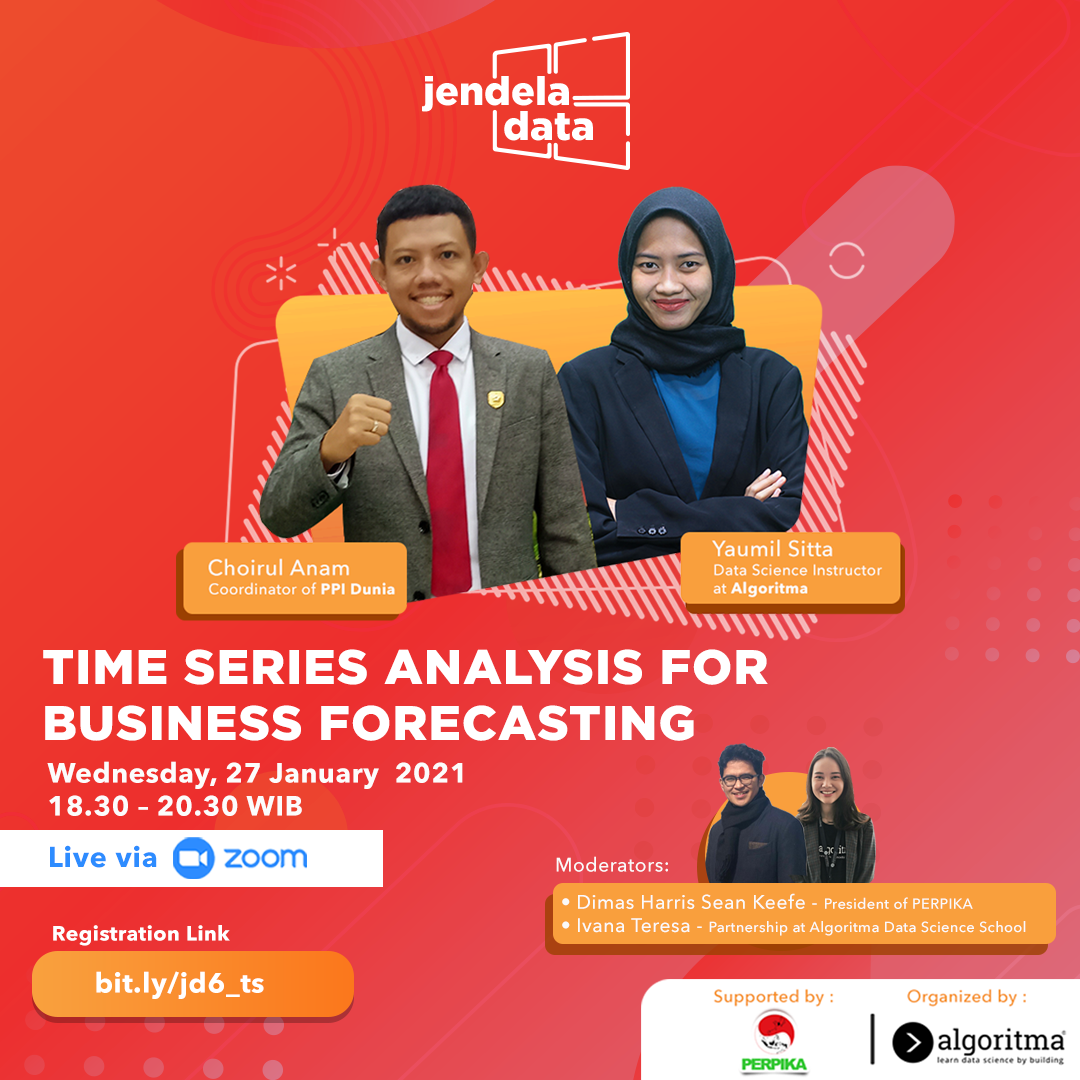 jendela
data
Choirul Anam
Coordinator of PPI Dunia
Yaumil Sitta
Data Science Instructor
at Algoritma
TIME SERIES ANALYSIS FOR
BUSINESS FORECASTING
Wednesday, 27 January 2021
18.30 – 20.30 WIB
Live via zoom
Registration Link
bit.ly/jd6_ts
Moderators:
• Dimas Harris Sean Keefe - President of PERPIKA
• Ivana Teresa - Partnership at Algoritma Data Science School
Supported by :
PERPIKA
Organized by :
algoritma
learn data science by building